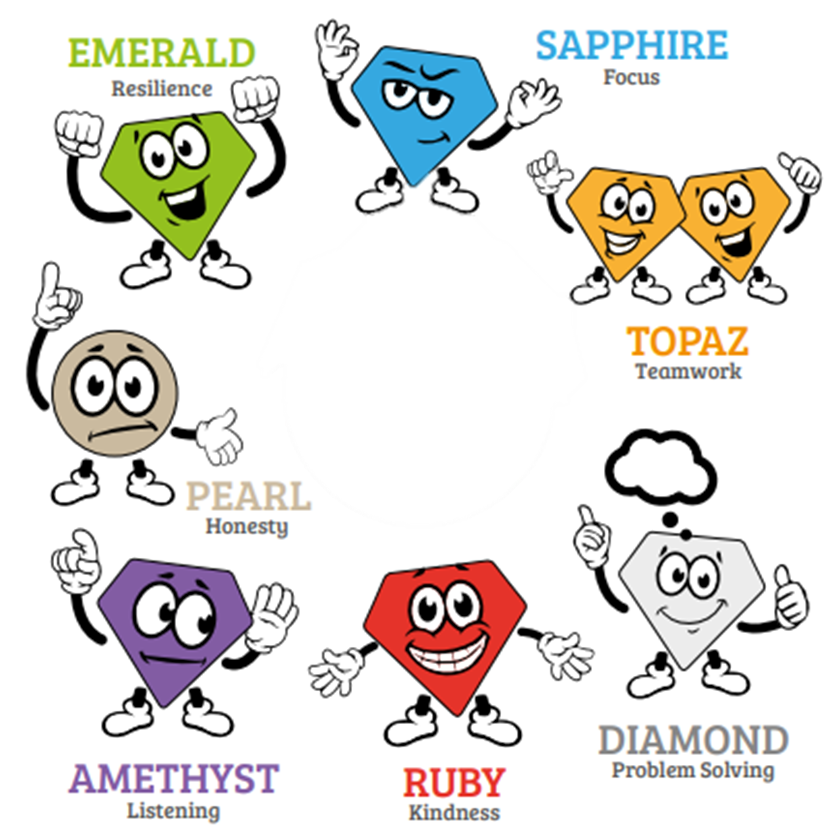 EMERALD
Resilience
SAPPHIRE
Focus
TOPAZ
Teamwork
PEARL
Honesty
DIAMOND
Problem Solving
AMETHYST
Listening
RUBY
Kindness